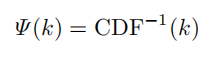 Ψ(k) = CDF⁻¹(k)